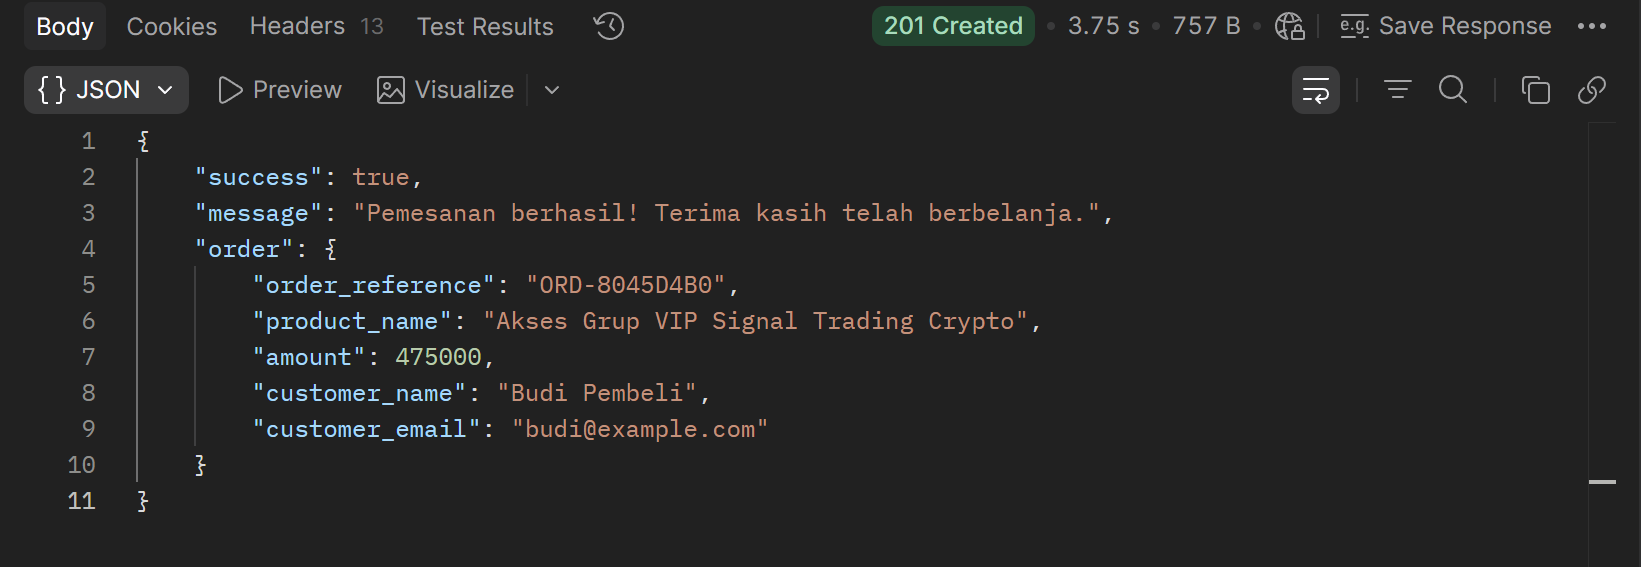 Body Cookies Headers 13 Test Results 201 Created • 3.75 s • 757 B • e.g. Save Response •••
{} JSON Preview Visualize
1 {
2 "success": true,
3 "message": "Pemesanan berhasil! Terima kasih telah berbelanja.",
4 "order": {
5 "order_reference": "ORD-8045D4B0",
6 "product_name": "Akses Grup VIP Signal Trading Crypto",
7 "amount": 475000,
8 "customer_name": "Budi Pembeli",
9 "customer_email": "budi@example.com"
10 }
11 }